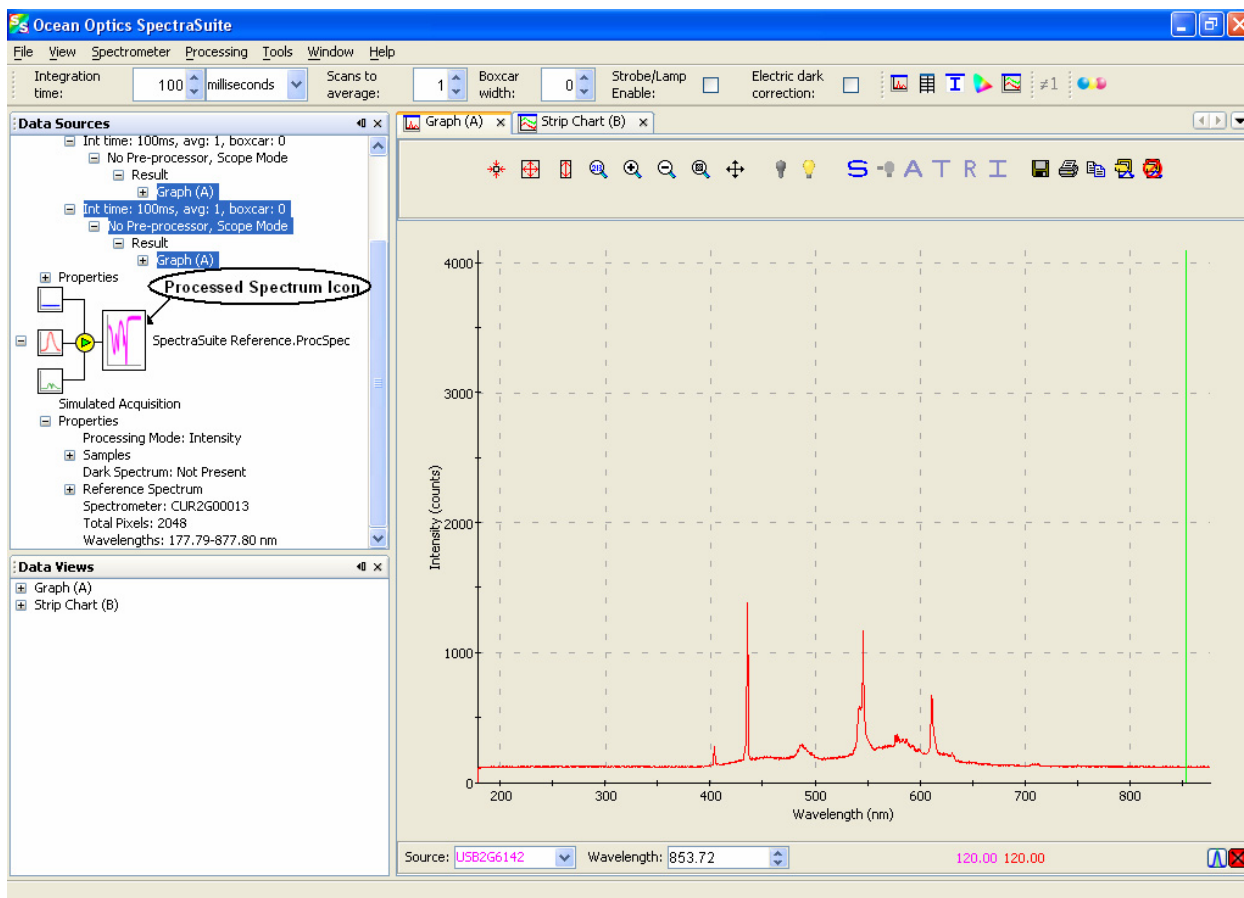 Ocean Optics SpectraSuite
File View Spectrometer Processing Tools Window Help
Integration time: 100 milliseconds Scans to average: 1 Boxcar width: 0 Strobe/Lamp Enable: Electric dark correction: ≠1
Data Sources
Int time: 100ms, avg: 1, boxcar: 0
No Pre-processor, Scope Mode
Result
Graph (A)
Int time: 100ms, avg: 1, boxcar: 0
No Pre-processor, Scope Mode
Result
Graph (A)
Properties
Processed Spectrum Icon
SpectraSuite Reference.ProcSpec
Simulated Acquisition
Properties
Processing Mode: Intensity
Samples
Dark Spectrum: Not Present
Reference Spectrum
Spectrometer: CUR2G00013
Total Pixels: 2048
Wavelengths: 177.79-877.80 nm
Data Views
Graph (A)
Strip Chart (B)
Graph (A) Strip Chart (B)
S A T R I
4000
3000
2000
1000
0
Intensity (counts)
200 300 400 500 600 700 800
Wavelength (nm)
Source: USB2G6142 Wavelength: 853.72 120.00 120.00